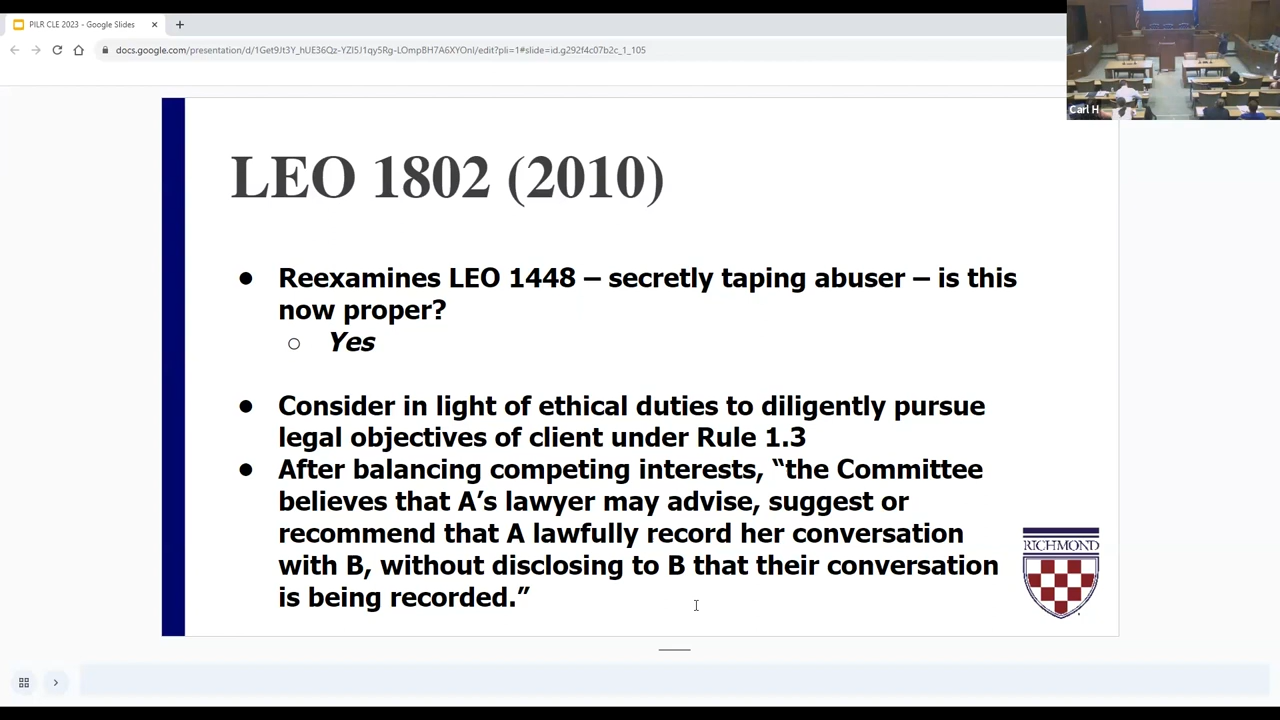 PILR CLE 2023 - Google Slides
docs.google.com/presentation/d/1Get9Jt3Y_hUE36Qz-YZI5J1qy5Rg-LOmpBH7A6XYOnI/edit?pli=1#slide=id.g292f4c07b2c_1_105
Carl H
LEO 1802 (2010)
● Reexamines LEO 1448 – secretly taping abuser – is this
now proper?
○ Yes
● Consider in light of ethical duties to diligently pursue
legal objectives of client under Rule 1.3
● After balancing competing interests, “the Committee
believes that A’s lawyer may advise, suggest or
recommend that A lawfully record her conversation
with B, without disclosing to B that their conversation
is being recorded.”
RICHMOND